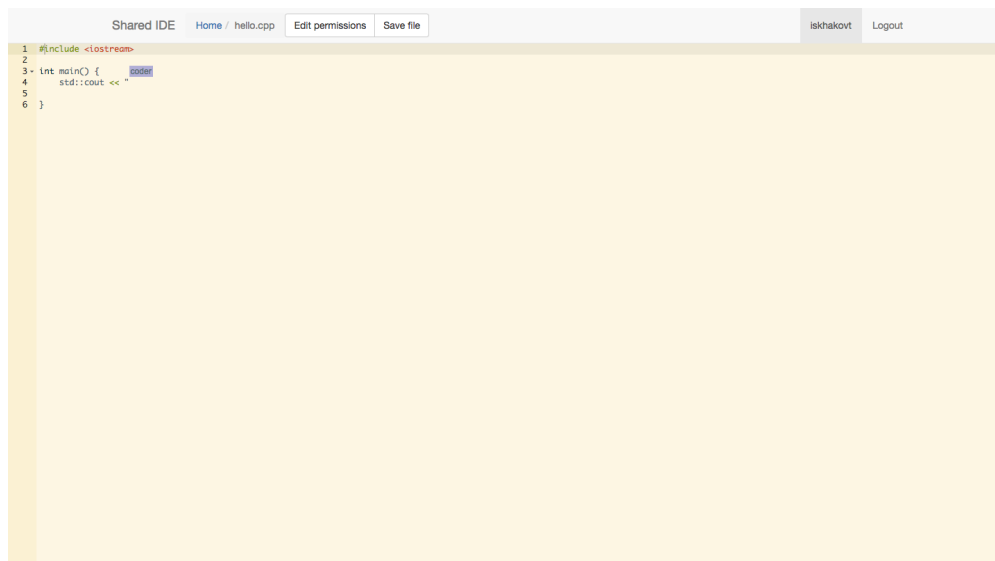 Shared IDE Home / hello.cpp Edit permissions Save file iskhakovt Logout
1 #include <iostream>
2
3 int main() { coder
4 std::cout << "
5
6 }